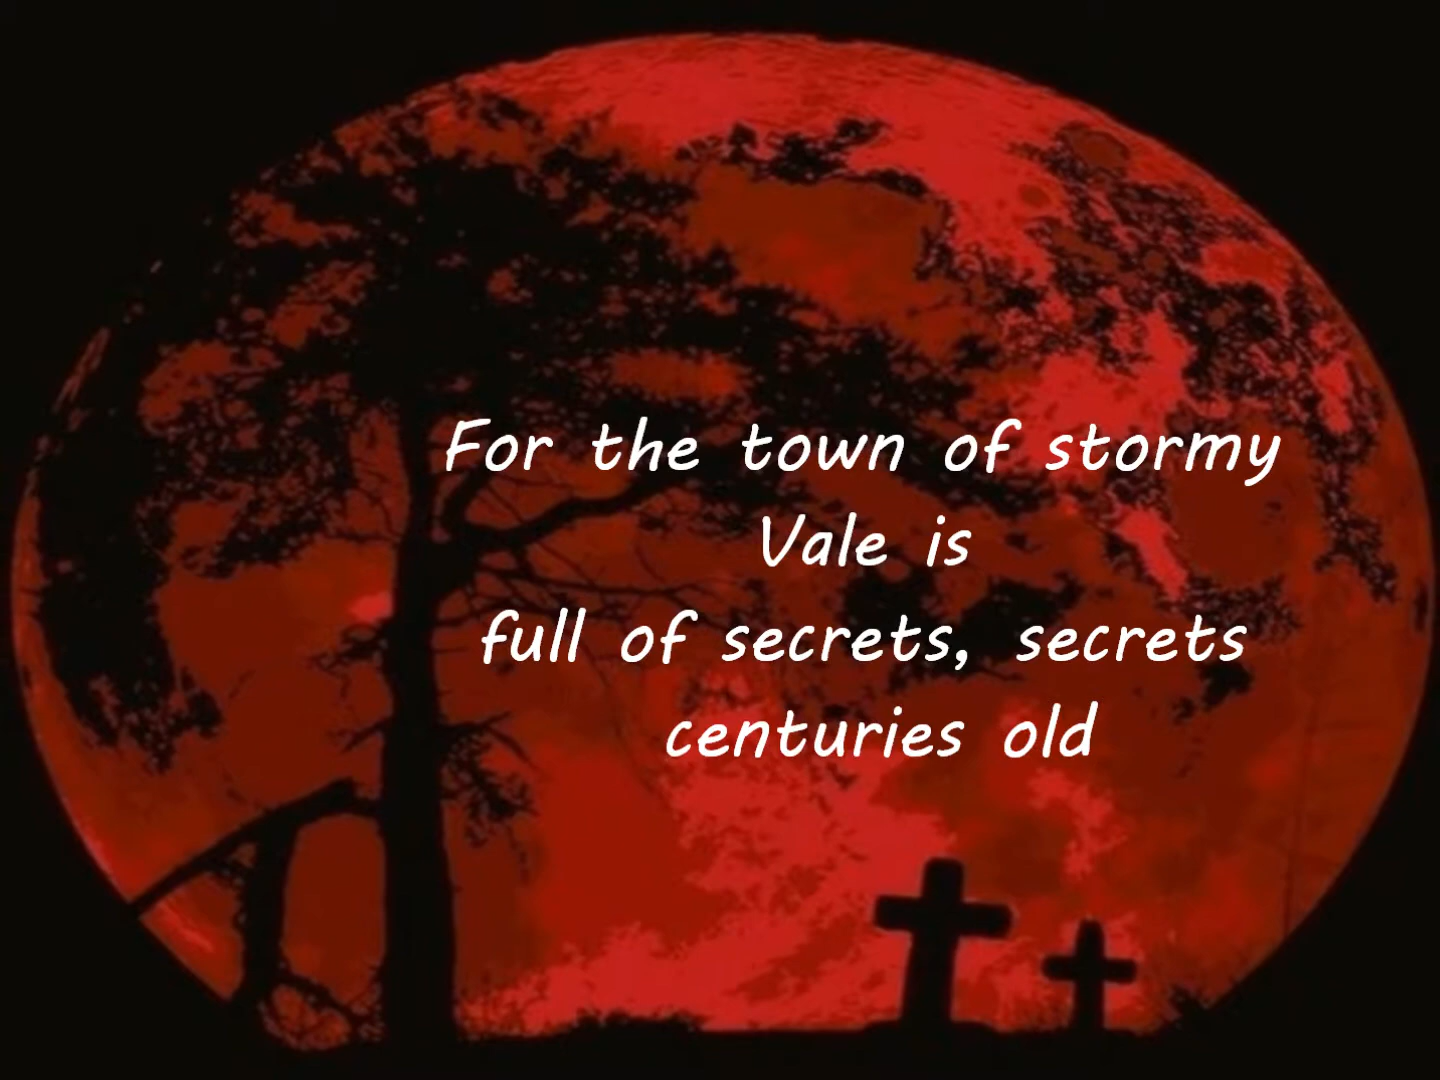 For the town of stormy
Vale is
full of secrets, secrets
centuries old